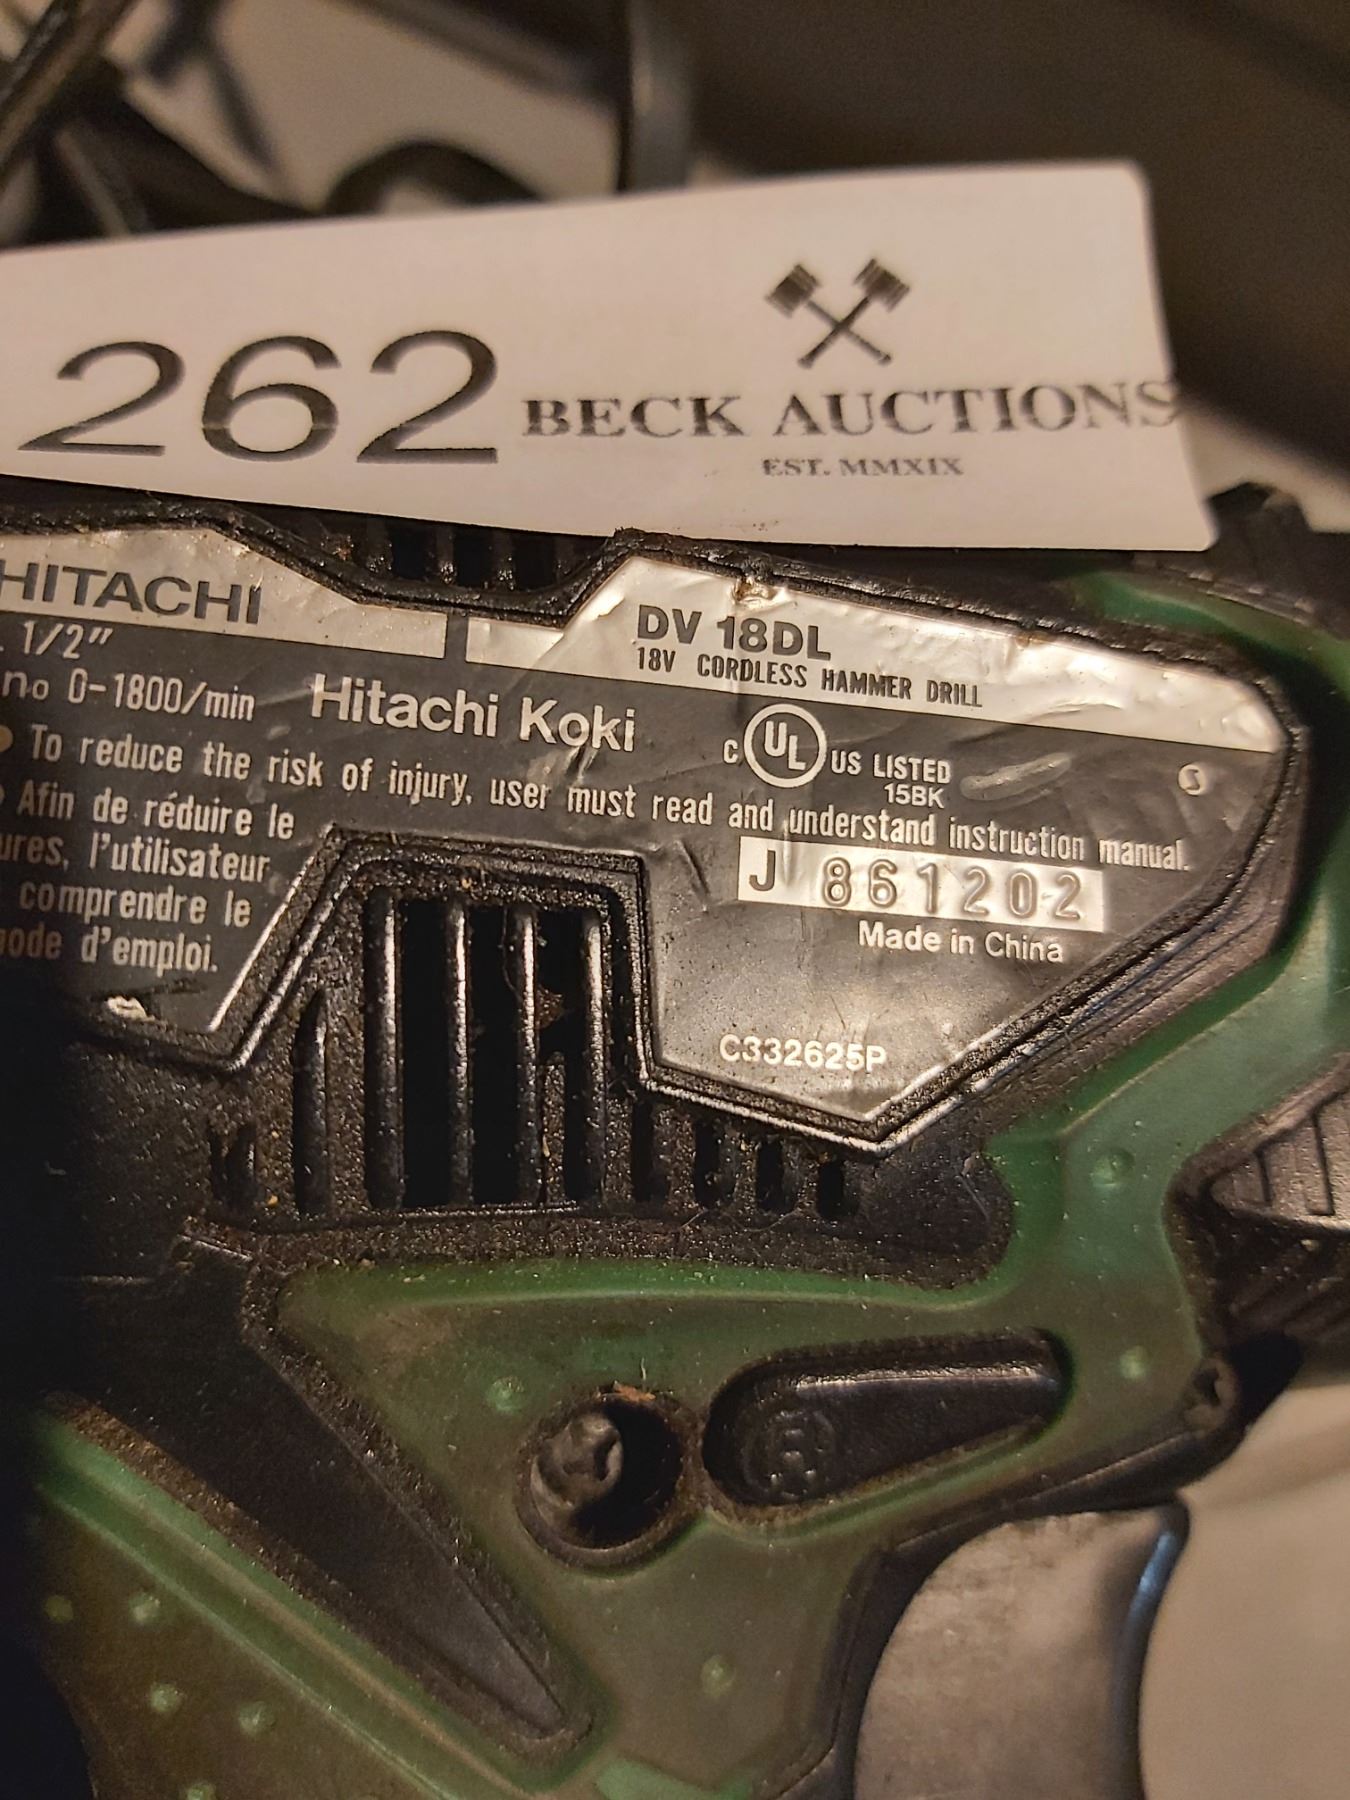 262
BECK AUCTIONS
EST. MMXIX
HITACHI
1/2"
no 0-1800/min
DV 18DL
18V CORDLESS HAMMER DRILL
Hitachi Koki
C UL US LISTED
15BK
S
To reduce the risk of injury, user must read and understand instruction manual.
Afin de réduire le
l'utilisateur
comprendre le
d'emploi.
J 861202
Made in China
C332625P